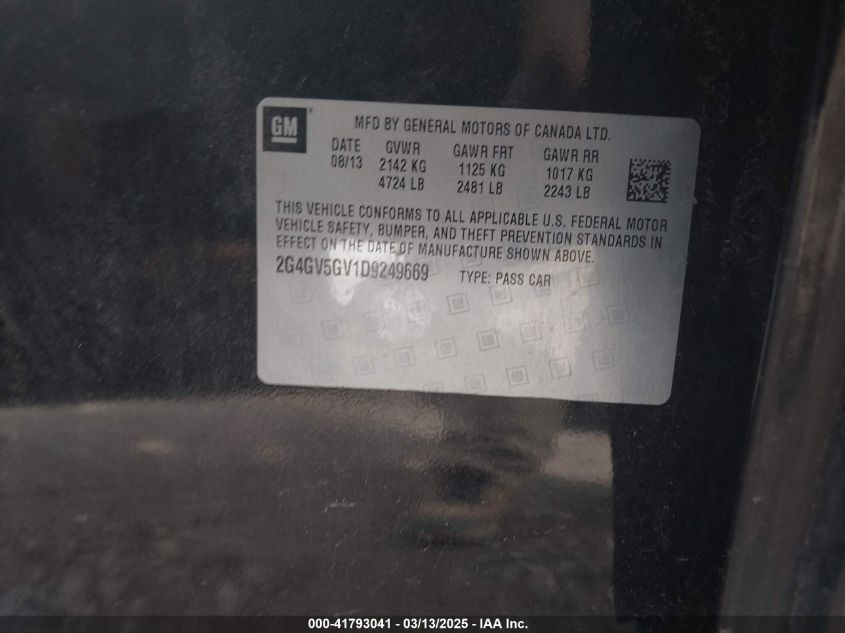 GM
MFD BY GENERAL MOTORS OF CANADA LTD.
DATE GVWR GAWR FRT GAWR RR
08/13 2142 KG 1125 KG 1017 KG
4724 LB 2481 LB 2243 LB
THIS VEHICLE CONFORMS TO ALL APPLICABLE U.S. FEDERAL MOTOR
VEHICLE SAFETY, BUMPER, AND THEFT PREVENTION STANDARDS IN
EFFECT ON THE DATE OF MANUFACTURE SHOWN ABOVE.
2G4GV5GV1D9249669 TYPE: PASS CAR
000-41793041 - 03/13/2025 - IAA Inc.